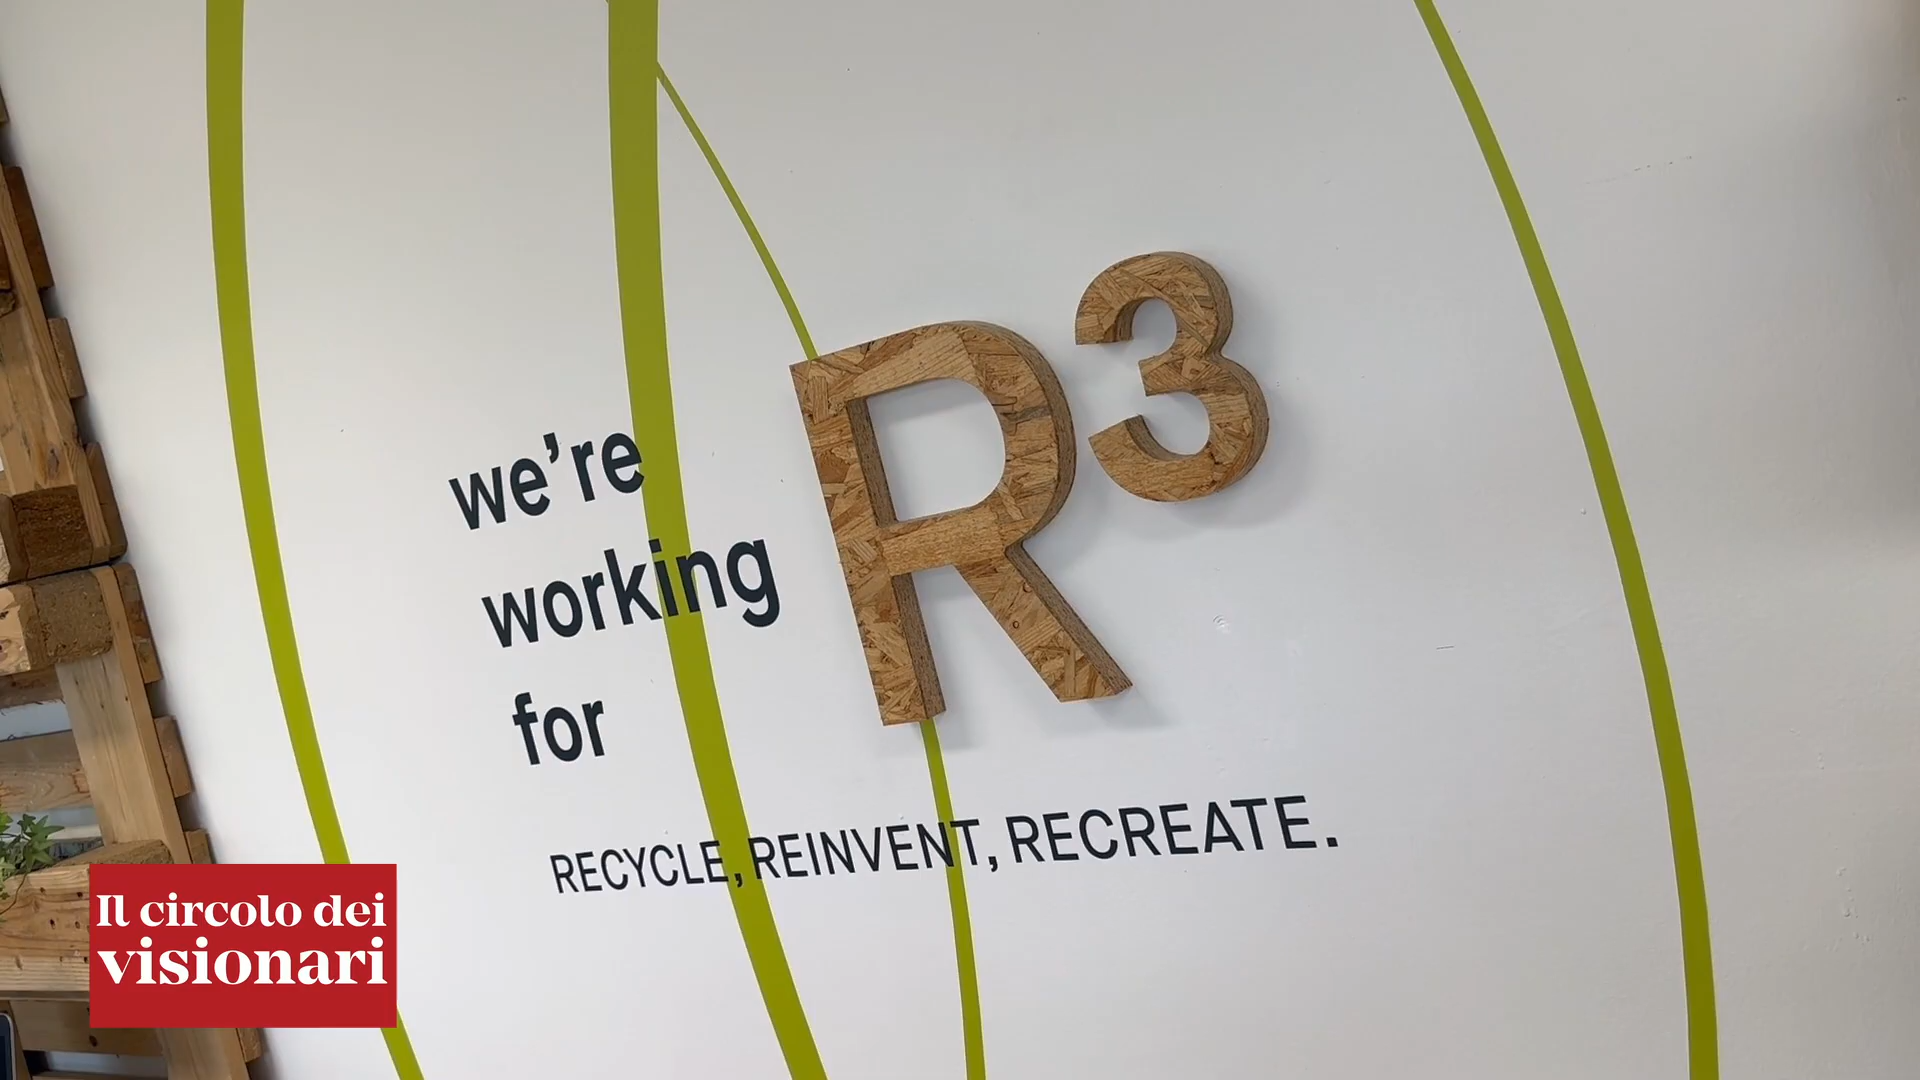 we're
working
for
R³
RECYCLE, REINVENT, RECREATE.
Il circolo dei
visionari